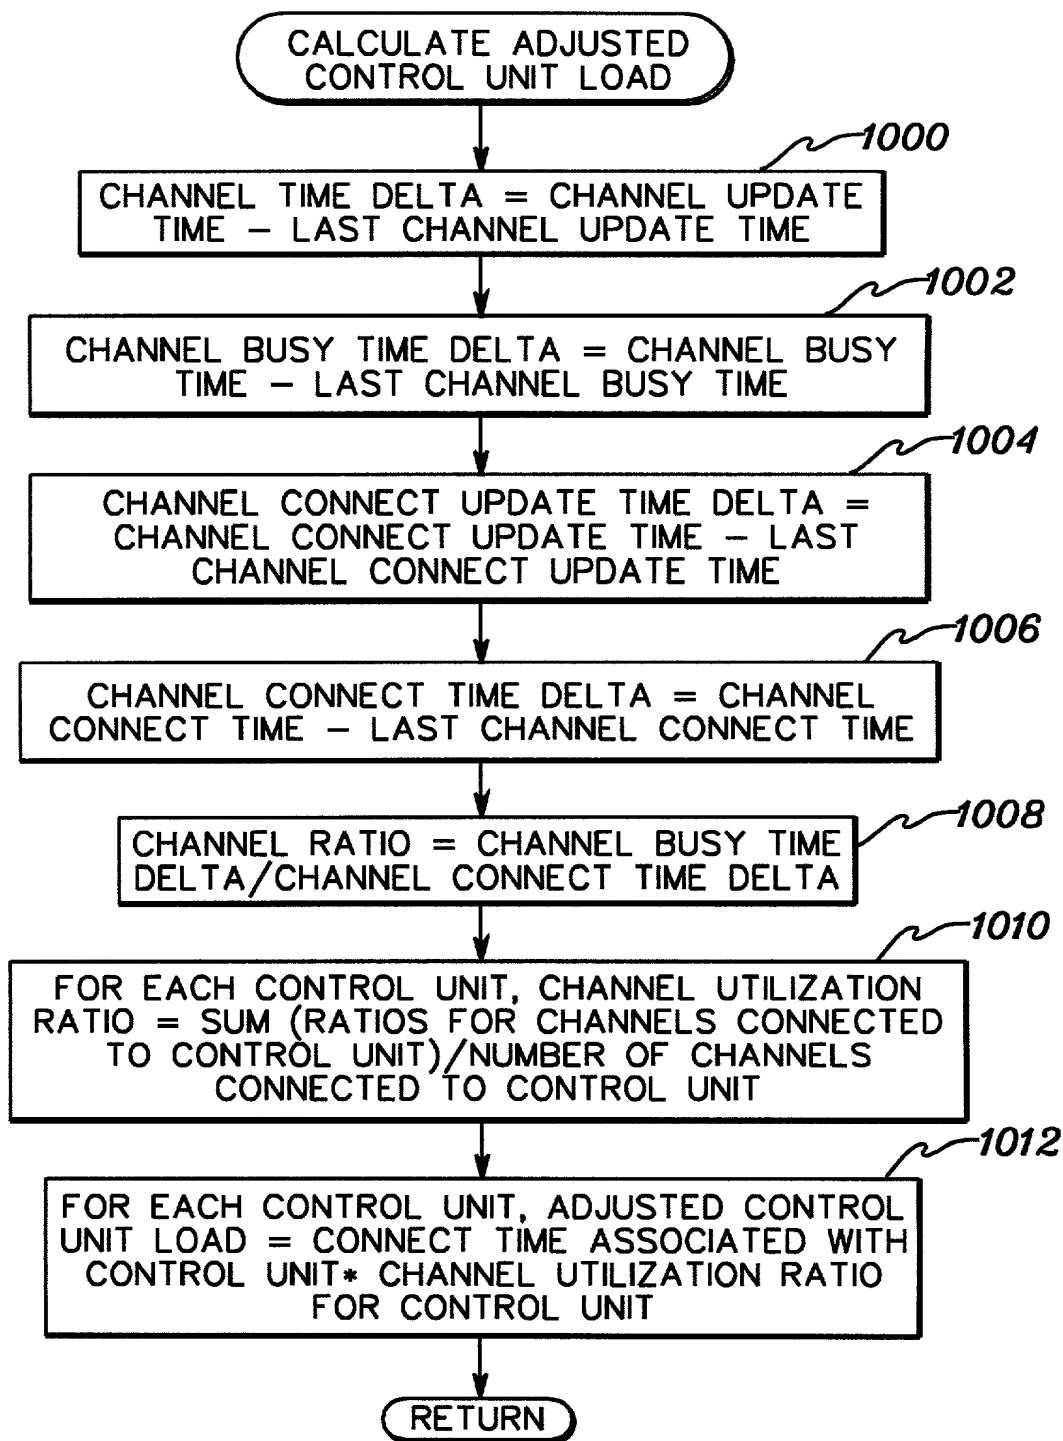 CALCULATE ADJUSTED
CONTROL UNIT LOAD
1000
CHANNEL TIME DELTA = CHANNEL UPDATE
TIME – LAST CHANNEL UPDATE TIME
1002
CHANNEL BUSY TIME DELTA = CHANNEL BUSY
TIME – LAST CHANNEL BUSY TIME
1004
CHANNEL CONNECT UPDATE TIME DELTA =
CHANNEL CONNECT UPDATE TIME – LAST
CHANNEL CONNECT UPDATE TIME
1006
CHANNEL CONNECT TIME DELTA = CHANNEL
CONNECT TIME – LAST CHANNEL CONNECT TIME
1008
CHANNEL RATIO = CHANNEL BUSY TIME
DELTA/CHANNEL CONNECT TIME DELTA
1010
FOR EACH CONTROL UNIT, CHANNEL UTILIZATION
RATIO = SUM (RATIOS FOR CHANNELS CONNECTED
TO CONTROL UNIT)/NUMBER OF CHANNELS
CONNECTED TO CONTROL UNIT
1012
FOR EACH CONTROL UNIT, ADJUSTED CONTROL
UNIT LOAD = CONNECT TIME ASSOCIATED WITH
CONTROL UNIT* CHANNEL UTILIZATION RATIO
FOR CONTROL UNIT
RETURN